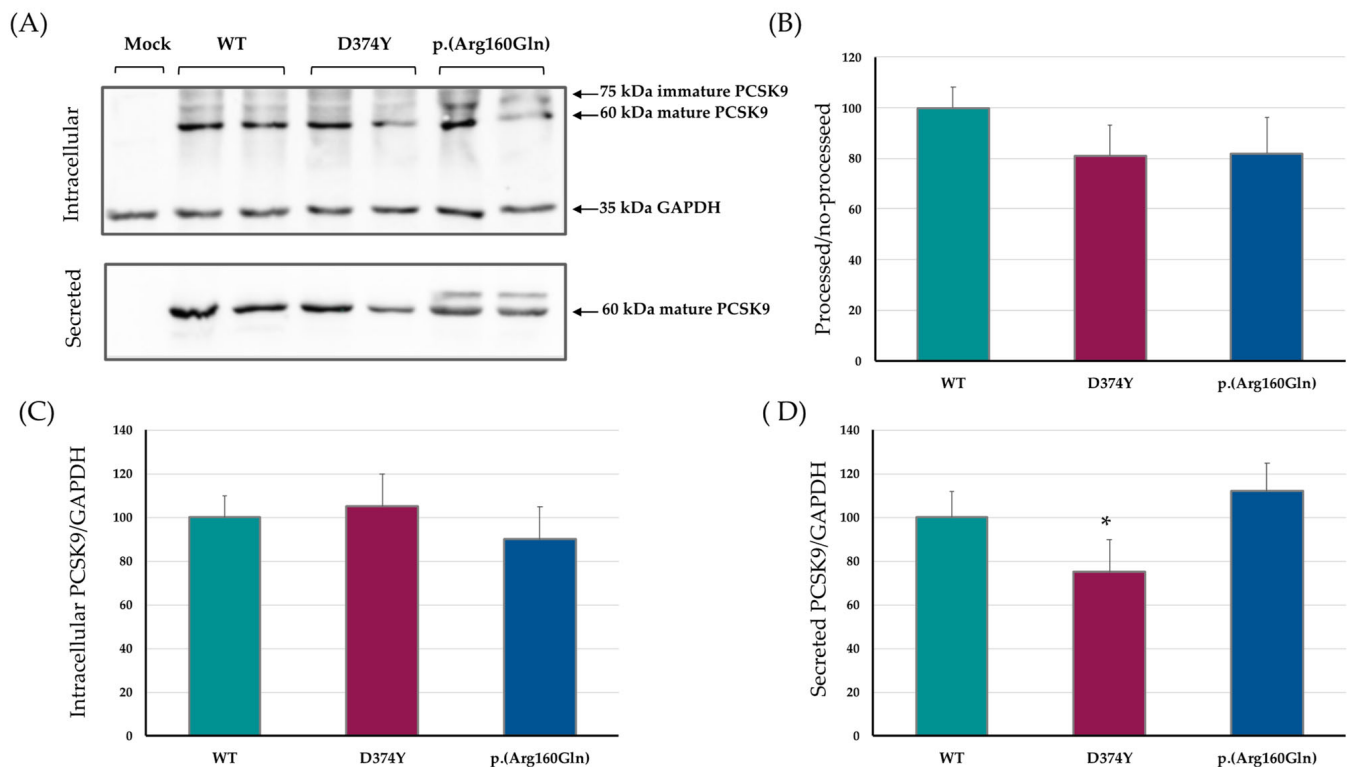 (A)
Mock WT D374Y p.(Arg160Gln)
Intracellular
75 kDa immature PCSK9
60 kDa mature PCSK9
35 kDa GAPDH
Secreted
60 kDa mature PCSK9
(B)
Processed/no-processeed
120
100
80
60
40
20
0
WT D374Y p.(Arg160Gln)
(C)
Intracellular PCSK9/GAPDH
140
120
100
80
60
40
20
0
WT D374Y p.(Arg160Gln)
( D)
Secreted PCSK9/GAPDH
140
120
100
80
60
40
20
0
*
WT D374Y p.(Arg160Gln)